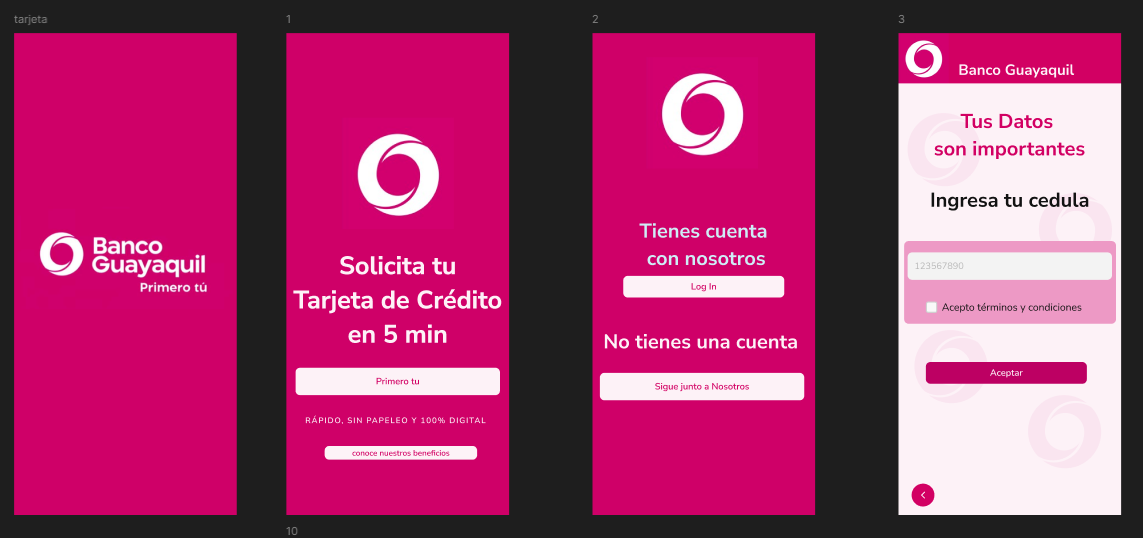 tarjeta
Banco
Guayaquil
Primero tú
1
Solicita tu
Tarjeta de Crédito
en 5 min
Primero tu
RÁPIDO, SIN PAPELEO Y 100% DIGITAL
conoce nuestros beneficios
10
2
Tienes cuenta
con nosotros
Log In
No tienes una cuenta
Sigue junto a Nosotros
3
Banco Guayaquil
Tus Datos
son importantes
Ingresa tu cedula
123567890
Acepto términos y condiciones
Aceptar